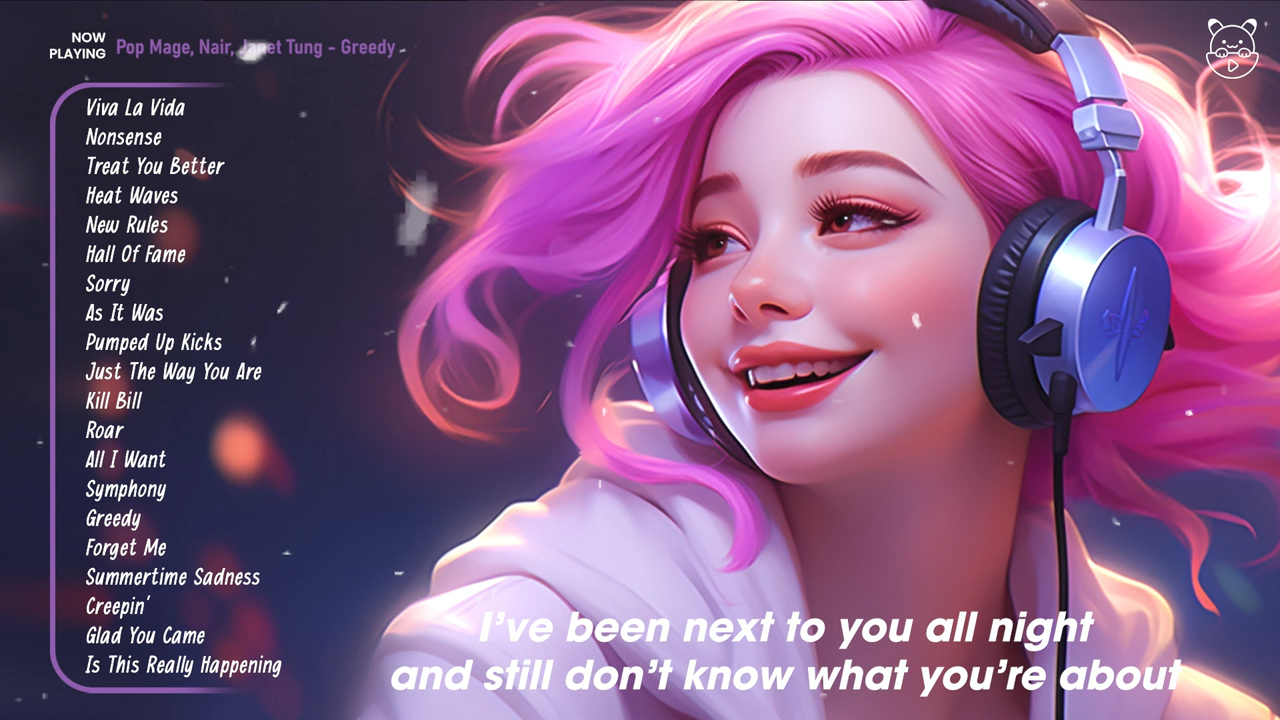 NOW
PLAYING
Pop Mage, Nair, Janet Tung - Greedy
Viva La Vida
Nonsense
Treat You Better
Heat Waves
New Rules
Hall Of Fame
Sorry
As It Was
Pumped Up Kicks
Just The Way You Are
Kill Bill
Roar
All I Want
Symphony
Greedy
Forget Me
Summertime Sadness
Creepin'
Glad You Came
Is This Really Happening
I've been next to you all night
and still don't know what you're about